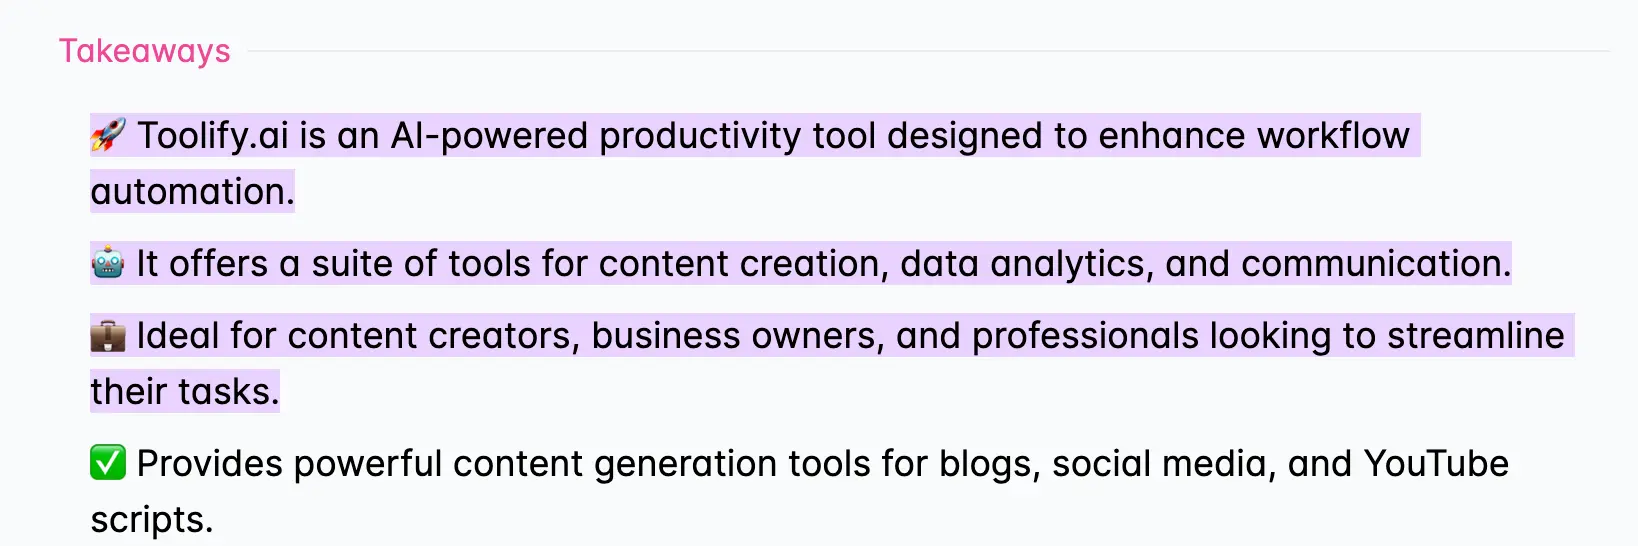 Takeaways
🚀 Toolify.ai is an AI-powered productivity tool designed to enhance workflow
automation.
🤖 It offers a suite of tools for content creation, data analytics, and communication.
💼 Ideal for content creators, business owners, and professionals looking to streamline
their tasks.
✅ Provides powerful content generation tools for blogs, social media, and YouTube
scripts.